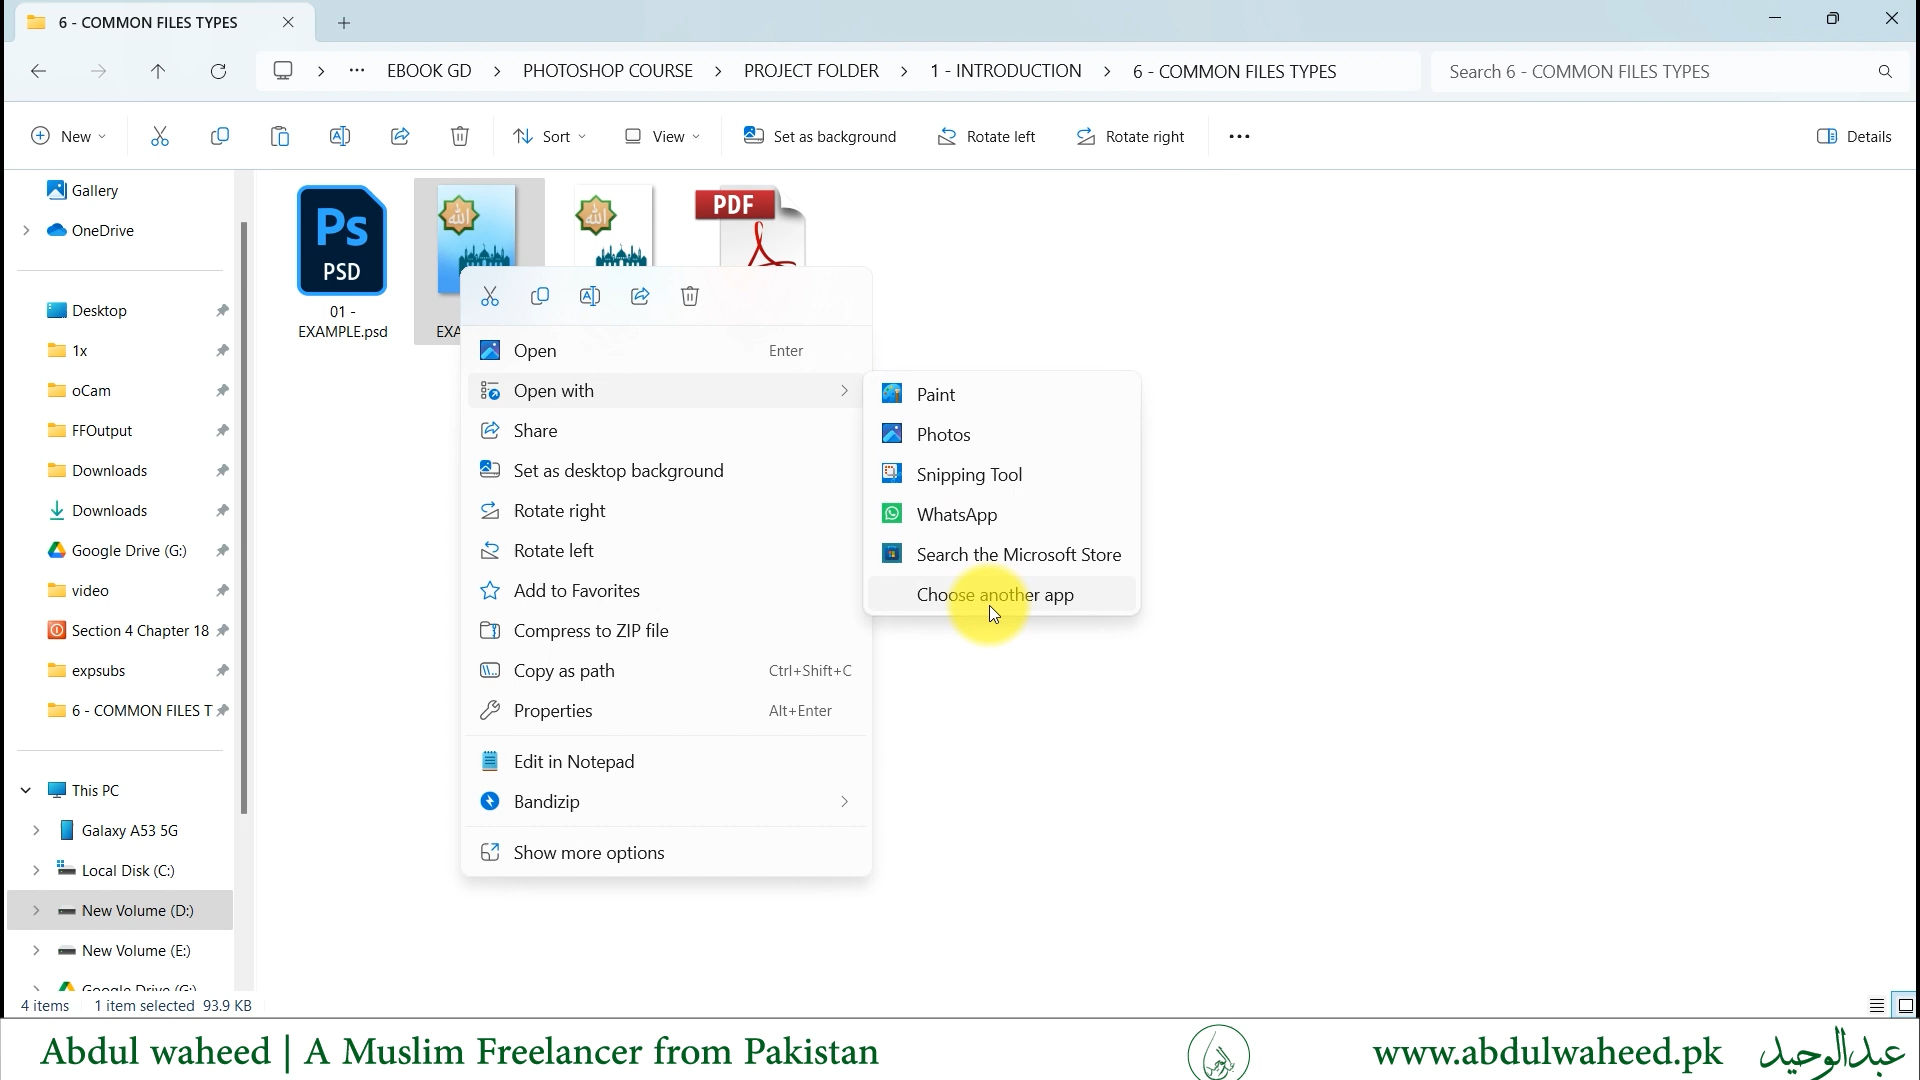 6 - COMMON FILES TYPES
EBOOK GD > PHOTOSHOP COURSE > PROJECT FOLDER > 1 - INTRODUCTION > 6 - COMMON FILES TYPES
Search 6 - COMMON FILES TYPES
New
Sort
View
Set as background
Rotate left
Rotate right
Details
Gallery
OneDrive
Desktop
1x
oCam
FFOutput
Downloads
Downloads
Google Drive (G:)
video
Section 4 Chapter 18
expsubs
6 - COMMON FILES T
This PC
Galaxy A53 5G
Local Disk (C:)
New Volume (D:)
New Volume (E:)
Google Drive (G:)
Ps
PSD
01 -
EXAMPLE.psd
الله
EXA
الله
PDF
Open Enter
Open with
Share
Set as desktop background
Rotate right
Rotate left
Add to Favorites
Compress to ZIP file
Copy as path Ctrl+Shift+C
Properties Alt+Enter
Edit in Notepad
Bandizip
Show more options
Paint
Photos
Snipping Tool
WhatsApp
Search the Microsoft Store
Choose another app
4 items 1 item selected 93.9 KB
Abdul waheed | A Muslim Freelancer from Pakistan
www.abdulwaheed.pk
عبدالوحید